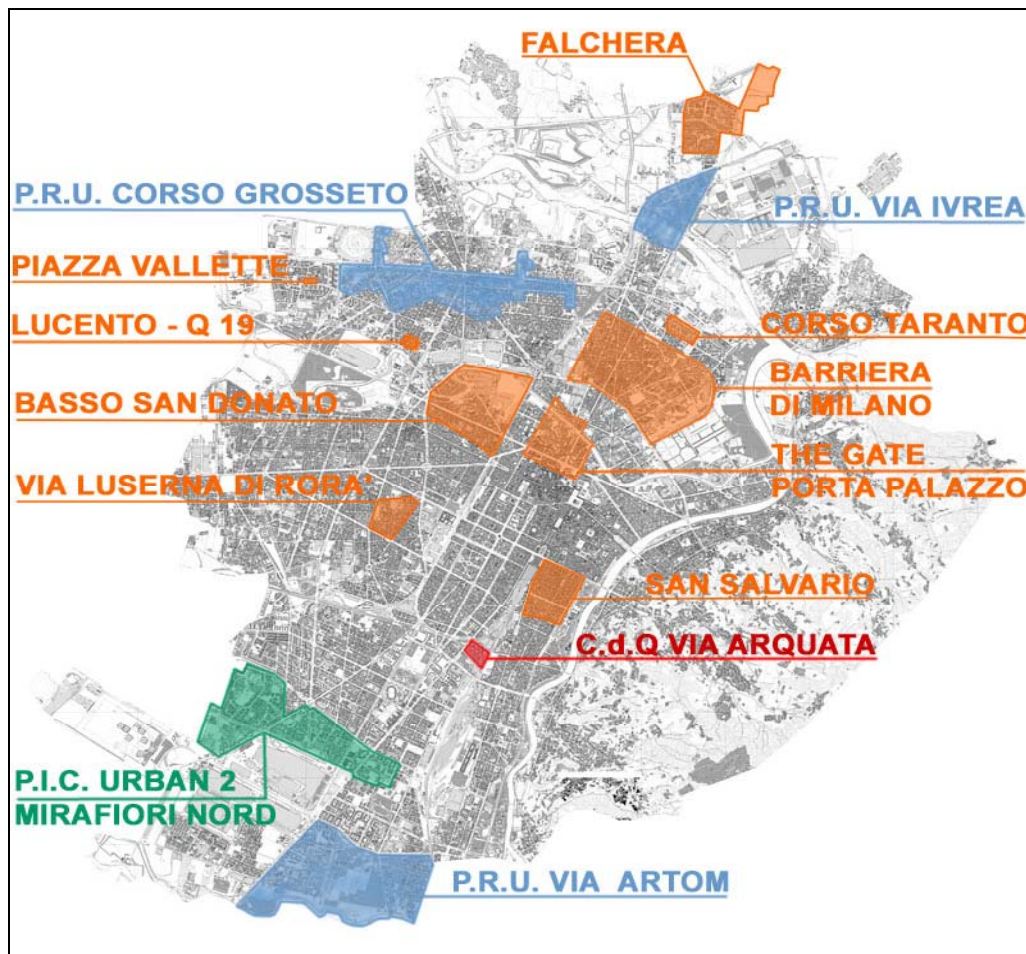 FALCHERA
P.R.U. CORSO GROSSETO
P.R.U. VIA IVREA
PIAZZA VALLETTE
LUCENTO - Q 19
CORSO TARANTO
BARRIERA
DI MILANO
BASSO SAN DONATO
THE GATE
PORTA PALAZZO
VIA LUSERNA DI RORA'
SAN SALVARIO
C.d.Q VIA ARQUATA
P.I.C. URBAN 2
MIRAFIORI NORD
P.R.U. VIA ARTOM